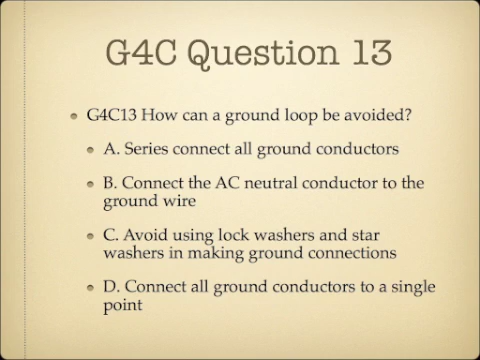 G4C Question 13
G4C13 How can a ground loop be avoided?
A. Series connect all ground conductors
B. Connect the AC neutral conductor to the
ground wire
C. Avoid using lock washers and star
washers in making ground connections
D. Connect all ground conductors to a single
point